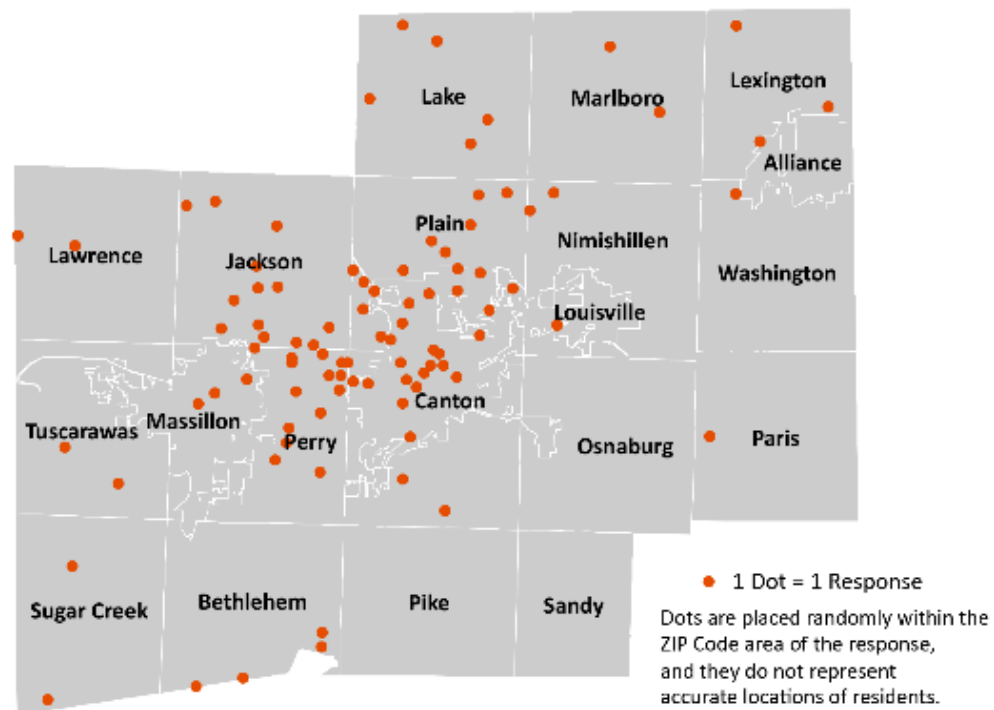 Lake
Marlboro
Lexington
Alliance
Plain
Lawrence
Jackson
Nimishillen
Washington
Louisville
Tuscarawas
Massillon
Perry
Canton
Osnaburg
Paris
Sugar Creek
Bethlehem
Pike
Sandy
1 Dot = 1 Response
Dots are placed randomly within the
ZIP Code area of the response,
and they do not represent
accurate locations of residents.